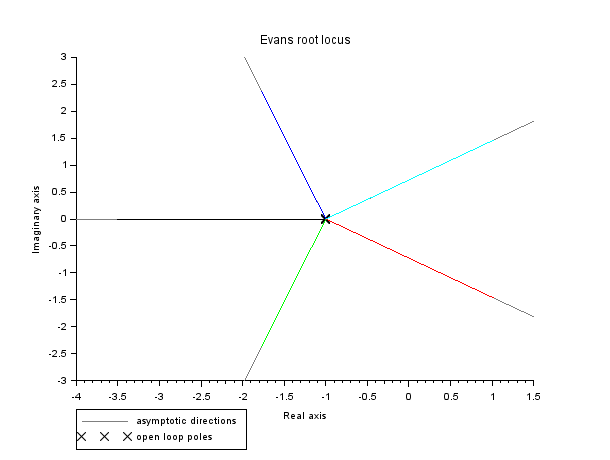 Evans root locus
3
2.5
2
1.5
1
0.5
0
-0.5
-1
-1.5
-2
-2.5
-3
Imaginary axis
-4 -3.5 -3 -2.5 -2 -1.5 -1 -0.5 0 0.5 1 1.5
Real axis
asymptotic directions
open loop poles